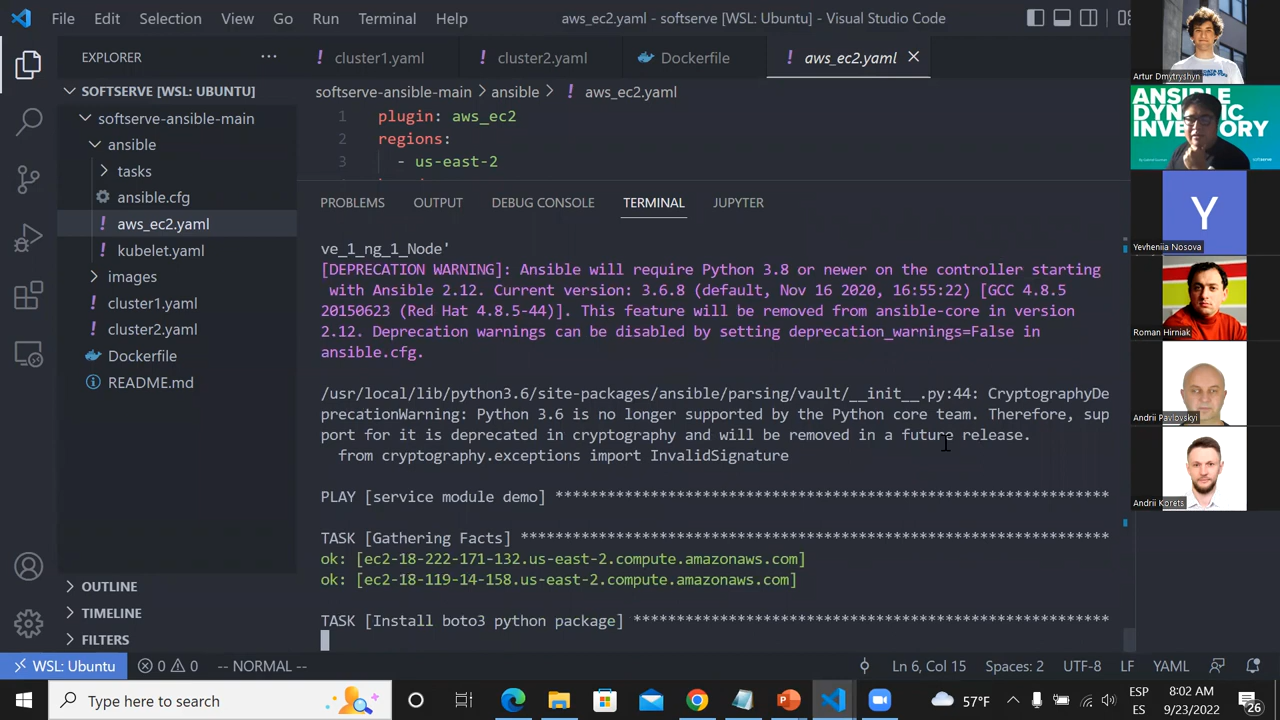 File Edit Selection View Go Run Terminal Help
aws_ec2.yaml - softserve [WSL: Ubuntu] - Visual Studio Code
EXPLORER
SOFTSERVE [WSL: UBUNTU]
softserve-ansible-main
ansible
tasks
ansible.cfg
aws_ec2.yaml
kubelet.yaml
images
cluster1.yaml
cluster2.yaml
Dockerfile
README.md
OUTLINE
TIMELINE
FILTERS
cluster1.yaml cluster2.yaml Dockerfile aws_ec2.yaml
softserve-ansible-main > ansible > aws_ec2.yaml
1 plugin: aws_ec2
2 regions:
3 - us-east-2
PROBLEMS OUTPUT DEBUG CONSOLE TERMINAL JUPYTER
ve_1_ng_1_Node'
[DEPRECATION WARNING]: Ansible will require Python 3.8 or newer on the controller starting
with Ansible 2.12. Current version: 3.6.8 (default, Nov 16 2020, 16:55:22) [GCC 4.8.5
20150623 (Red Hat 4.8.5-44)]. This feature will be removed from ansible-core in version
2.12. Deprecation warnings can be disabled by setting deprecation_warnings=False in
ansible.cfg.
/usr/local/lib/python3.6/site-packages/ansible/parsing/vault/__init__.py:44: CryptographyDe
precationWarning: Python 3.6 is no longer supported by the Python core team. Therefore, sup
port for it is deprecated in cryptography and will be removed in a future release.
from cryptography.exceptions import InvalidSignature
PLAY [service module demo] ******************************************************************
TASK [Gathering Facts] **********************************************************************
ok: [ec2-18-222-171-132.us-east-2.compute.amazonaws.com]
ok: [ec2-18-119-14-158.us-east-2.compute.amazonaws.com]
TASK [Install boto3 python package] *********************************************************
WSL: Ubuntu 0 0 -- NORMAL -- Ln 6, Col 15 Spaces: 2 UTF-8 LF YAML
Type here to search
57°F
ESP
ES
8:02 AM
9/23/2022
26
Artur Dmytryshyn
ANSIBLE
Y
Yevheniia Nosova
Roman Hirniak
Andrii Pavlovskyi
Andrii Korets